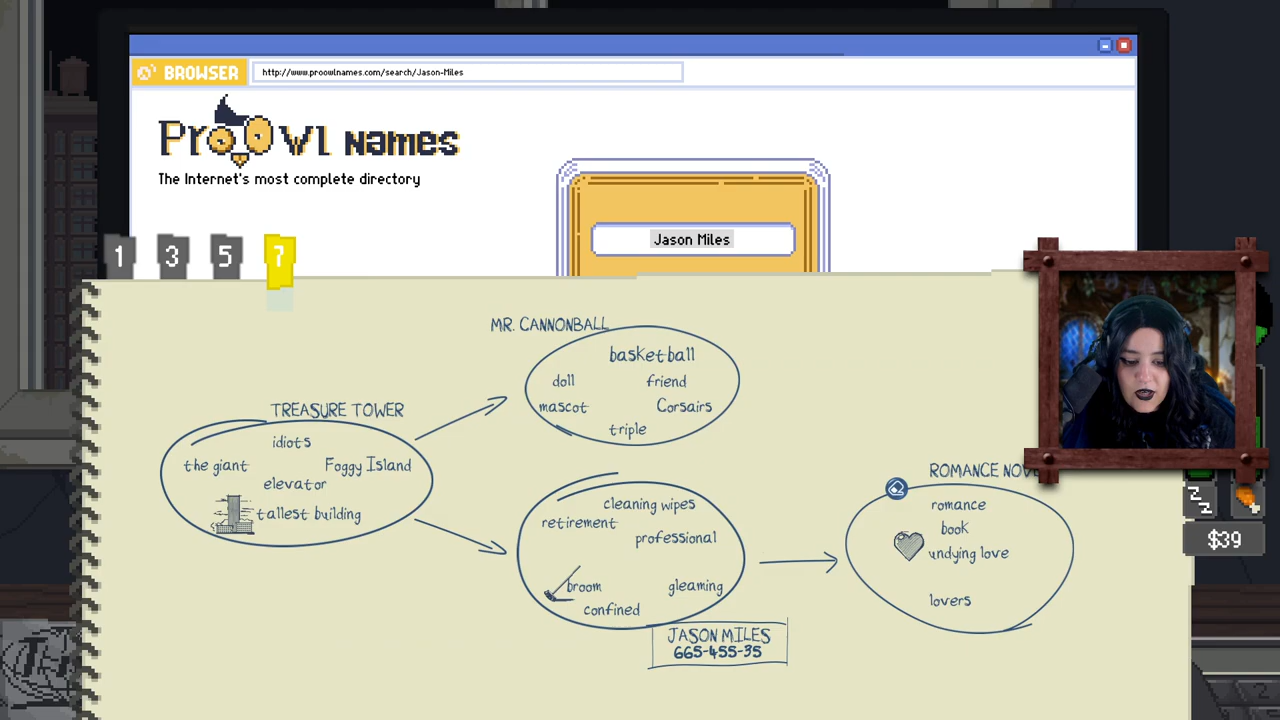 BROWSER
http://www.proowlnames.com/search/Jason-Miles
PrOOwl names
The Internet's most complete directory
Jason Miles
1 3 5 7
MR. CANNONBALL
basketball
doll friend
mascot Corsairs
triple
TREASURE TOWER
idiots
the giant Foggy Island
elevator
tallest building
cleaning wipes
retirement
professional
broom gleaming
confined
JASON MILES
665-455-35
ROMANCE
romance
book
undying love
lovers
$39